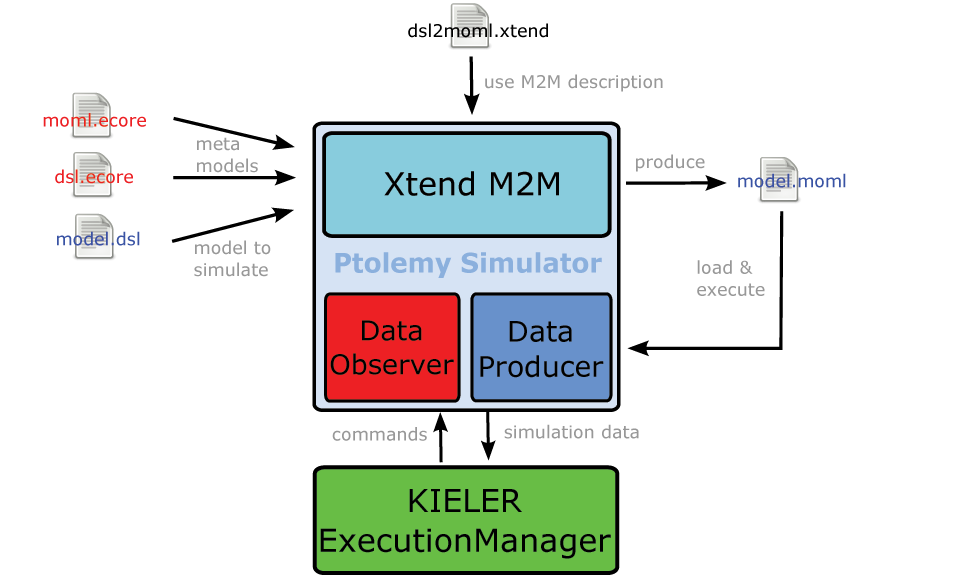 dsl2moml.xtend
use M2M description
moml.ecore
meta
models
dsl.ecore
model.dsl
model to
simulate
Xtend M2M
produce
model.moml
Ptolemy Simulator
load &
execute
Data
Observer
Data
Producer
commands
simulation data
KIELER
ExecutionManager